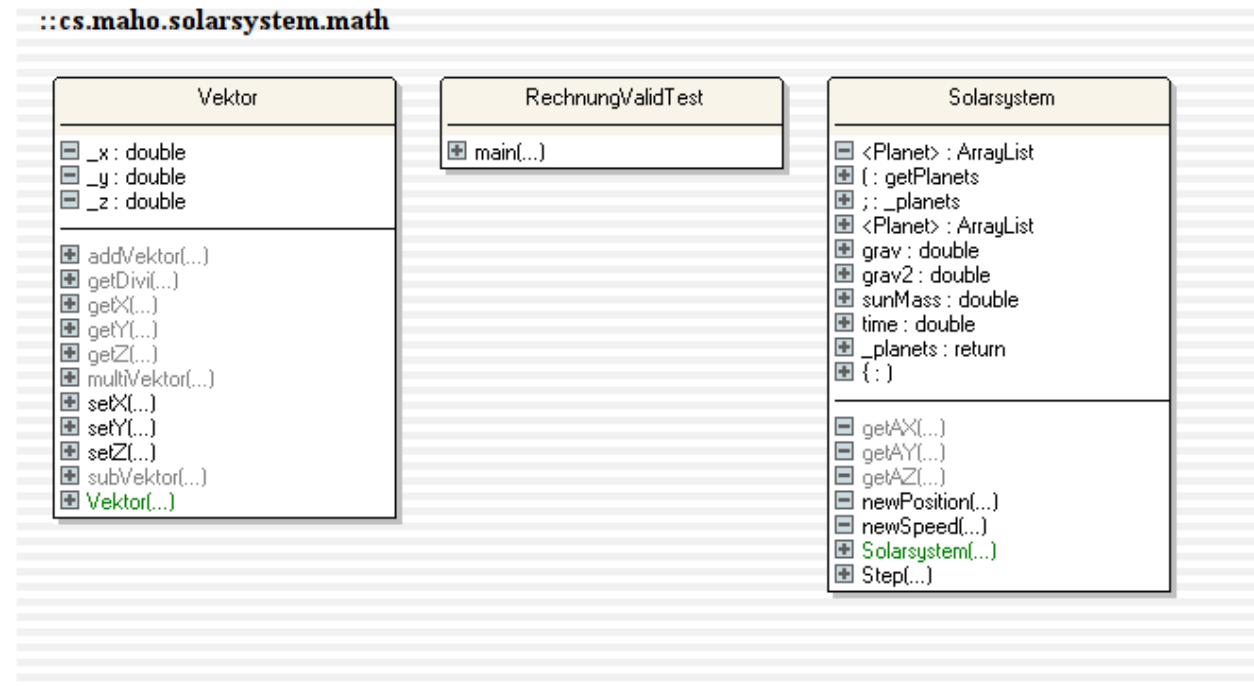 ::cs.maho.solarsystem.math
Vektor
_x : double
_y : double
_z : double
addVektor(...)
getDivi(...)
getX(...)
getY(...)
getZ(...)
multiVektor(...)
setX(...)
setY(...)
setZ(...)
subVektor(...)
Vektor(...)
RechnungValidTest
main(...)
Solarsystem
<Planet> : ArrayList
( : getPlanets
; : _planets
<Planet> : ArrayList
grav : double
grav2 : double
sunMass : double
time : double
_planets : return
{ : )
getAX(...)
getAY(...)
getAZ(...)
newPosition(...)
newSpeed(...)
Solarsystem(...)
Step(...)